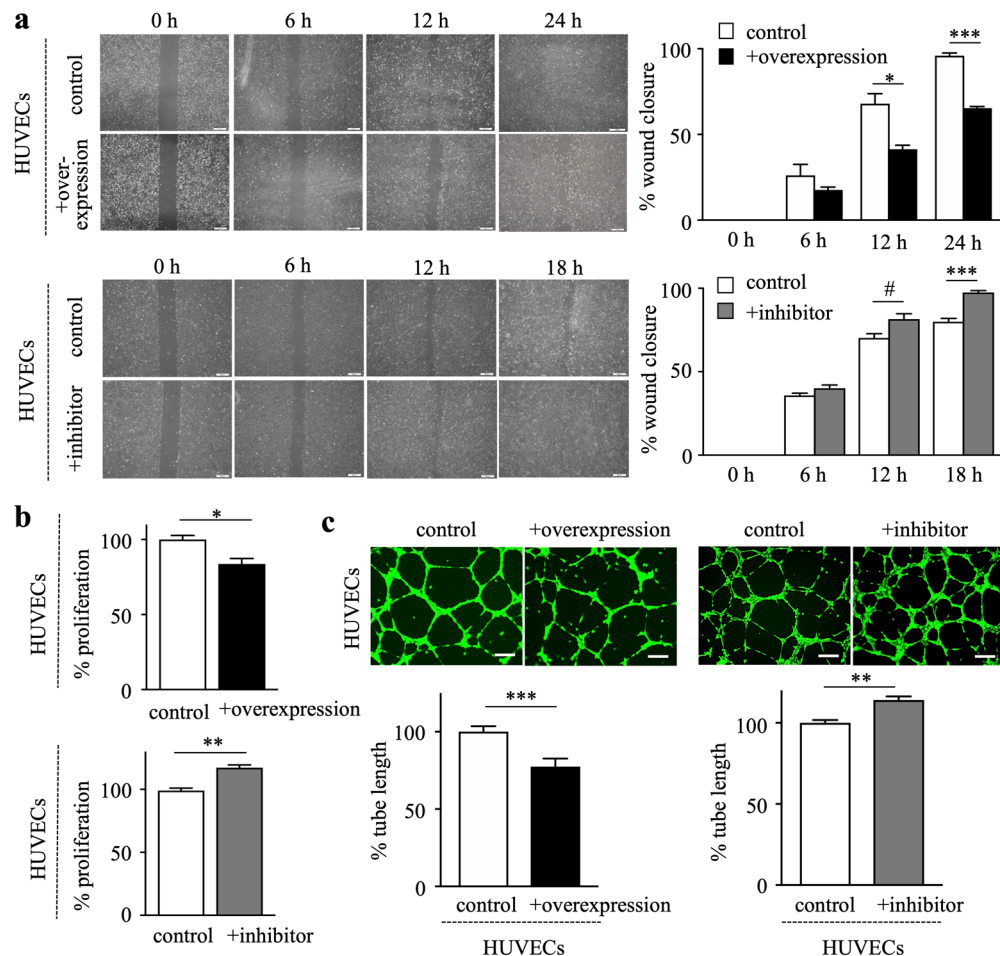 a
0 h 6 h 12 h 24 h
HUVECs
control
+over-
expression
% wound closure
100
50
0
control
+overexpression
*
***
0 h 6 h 12 h 24 h
0 h 6 h 12 h 18 h
HUVECs
control
+inhibitor
% wound closure
100
50
0
control
+inhibitor
#
***
0 h 6 h 12 h 18 h
b
HUVECs
% proliferation
100
50
0
*
control +overexpression
HUVECs
% proliferation
100
50
0
**
control +inhibitor
c
control +overexpression
control +inhibitor
HUVECs
% tube length
100
50
0
***
control +overexpression
HUVECs
% tube length
100
50
0
**
control +inhibitor
HUVECs